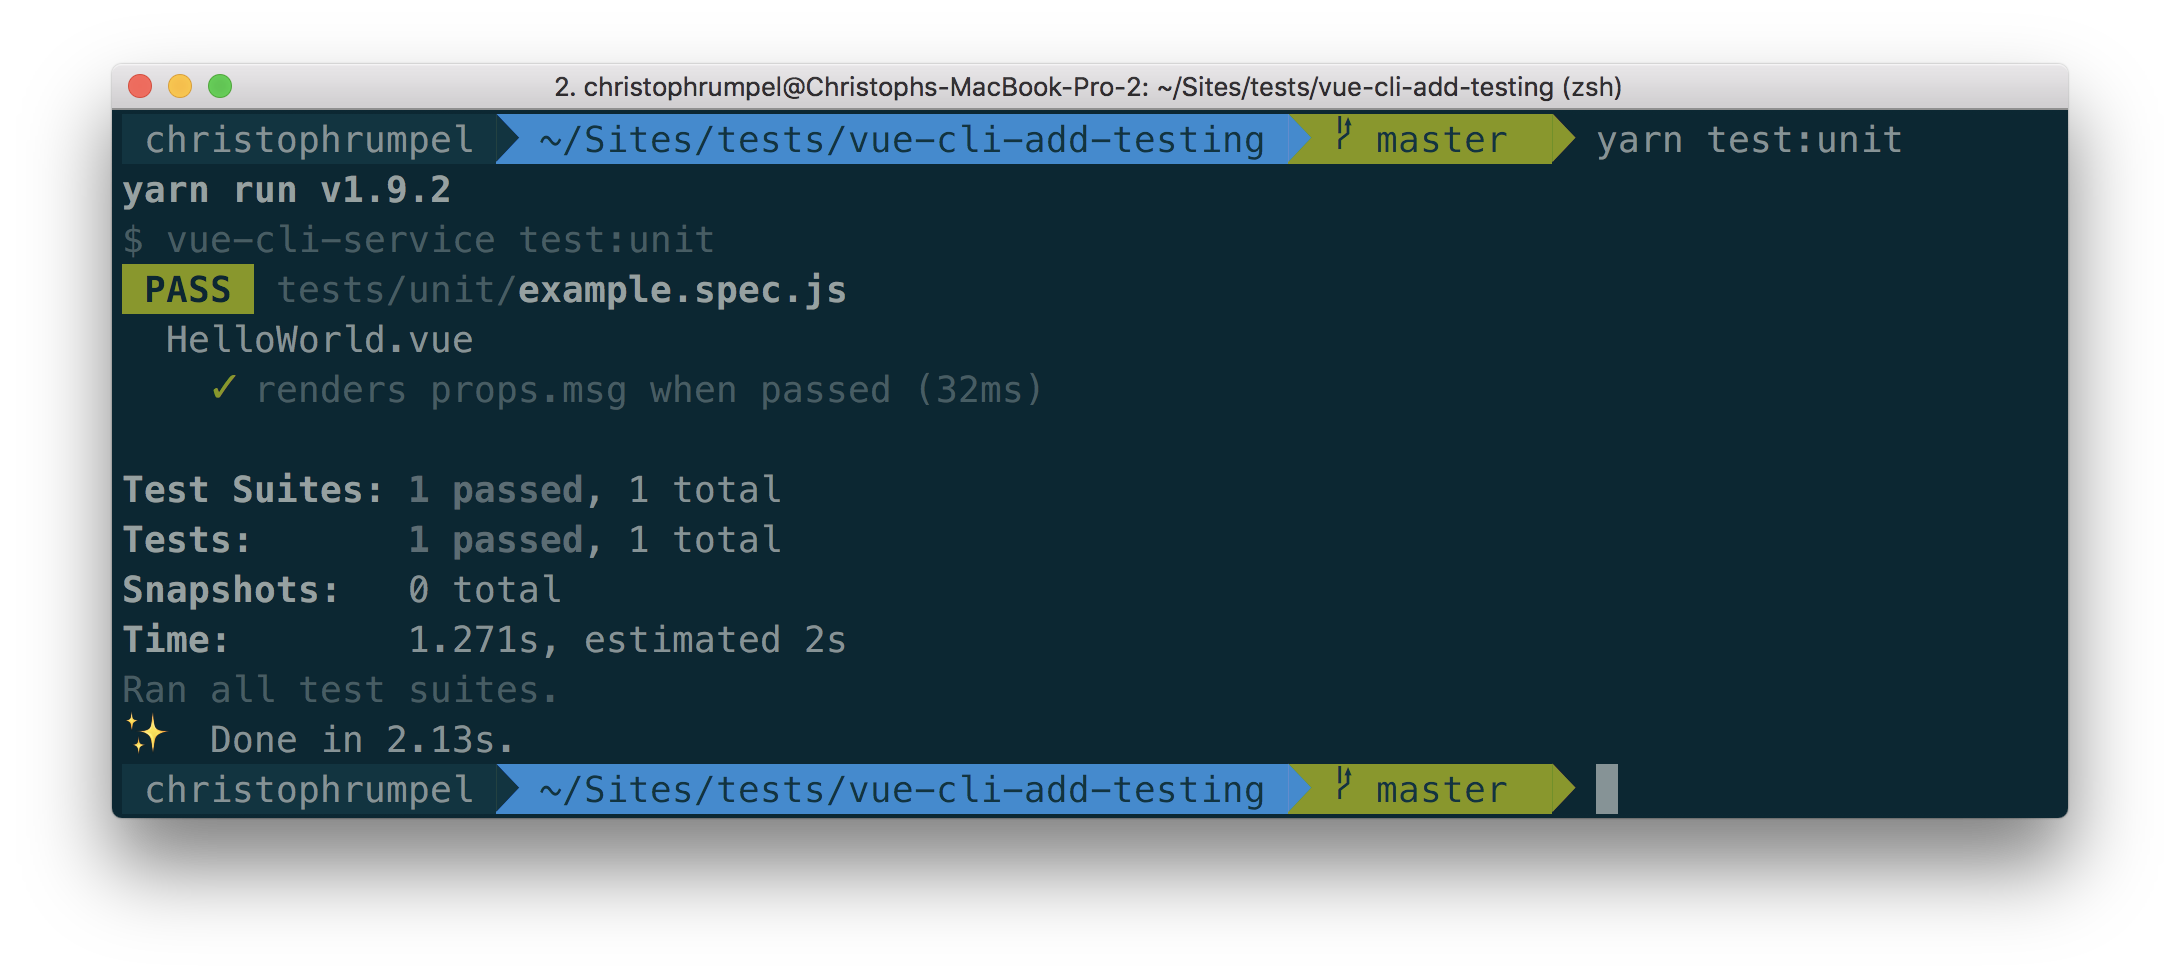 2. christophrumpel@Christophs-MacBook-Pro-2: ~/Sites/tests/vue-cli-add-testing (zsh)
christophrumpel ~/Sites/tests/vue-cli-add-testing master yarn test:unit
yarn run v1.9.2
$ vue-cli-service test:unit
PASS tests/unit/example.spec.js
HelloWorld.vue
✓ renders props.msg when passed (32ms)
Test Suites: 1 passed, 1 total
Tests: 1 passed, 1 total
Snapshots: 0 total
Time: 1.271s, estimated 2s
Ran all test suites.
✨ Done in 2.13s.
christophrumpel ~/Sites/tests/vue-cli-add-testing master